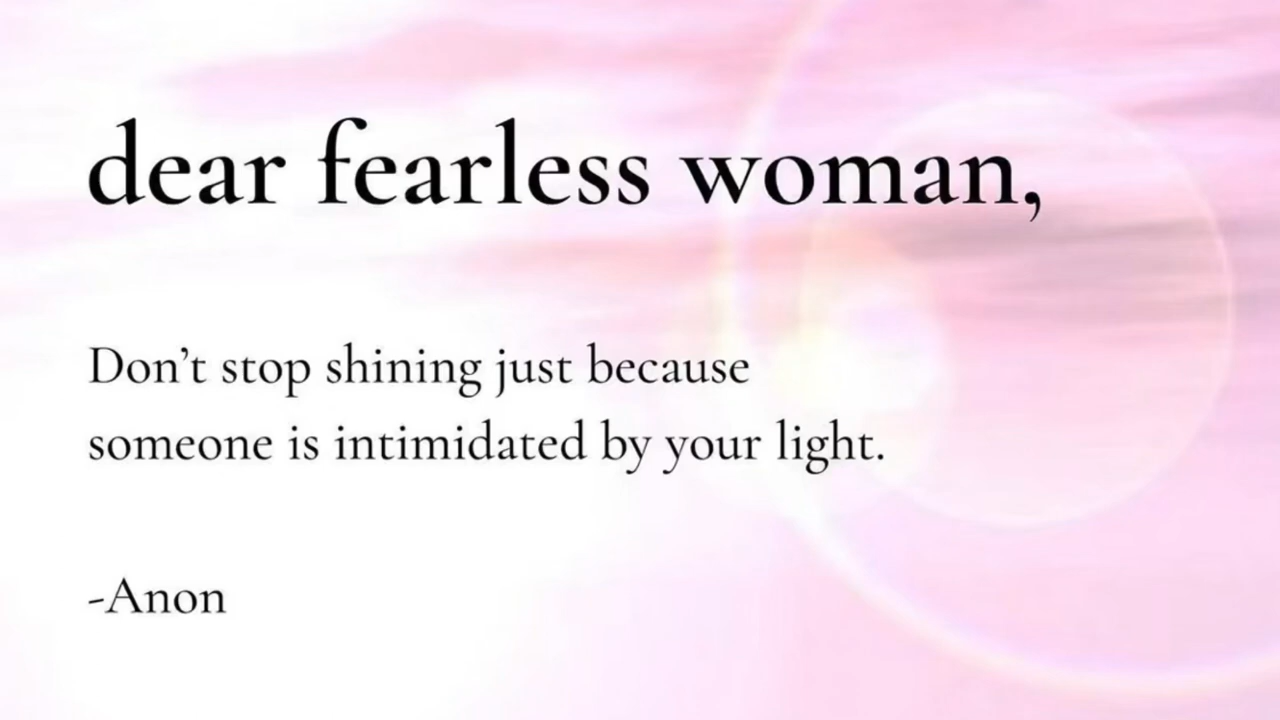 dear fearless woman,
Don’t stop shining just because
someone is intimidated by your light.
-Anon